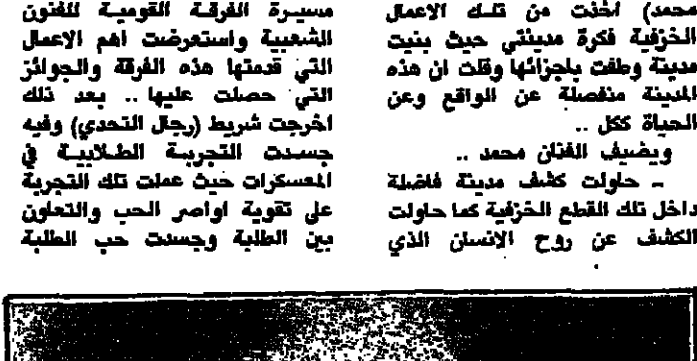 محمد) اخذت من تلك الاعمال
الخزفية فكرة مدينتي حيث بنيت
مدينة وطفت باجزائها وقلت ان هذه
المدينة منفصلة عن الواقع وعن
الحياة ككل ..
ويضيف الفنان محمد ..
ـ حاولت كشف مدينة فاضلة
داخل تلك القطع الخزفية كما حاولت
الكشف عن روح الانسان الذي
مسيرة الفرقة القومية للفنون
الشعبية واستعرضت اهم الاعمال
التي قدمتها هذه الفرقة والجوائز
التي حصلت عليها .. بعد ذلك
اخرجت شريط (رجال التحدي) وفيه
جسدت التجربة الطلابية في
المعسكرات حيث عملت تلك التجربة
على تقوية اواصر الحب والتعاون
بين الطلبة وجسدت حب الطلبة